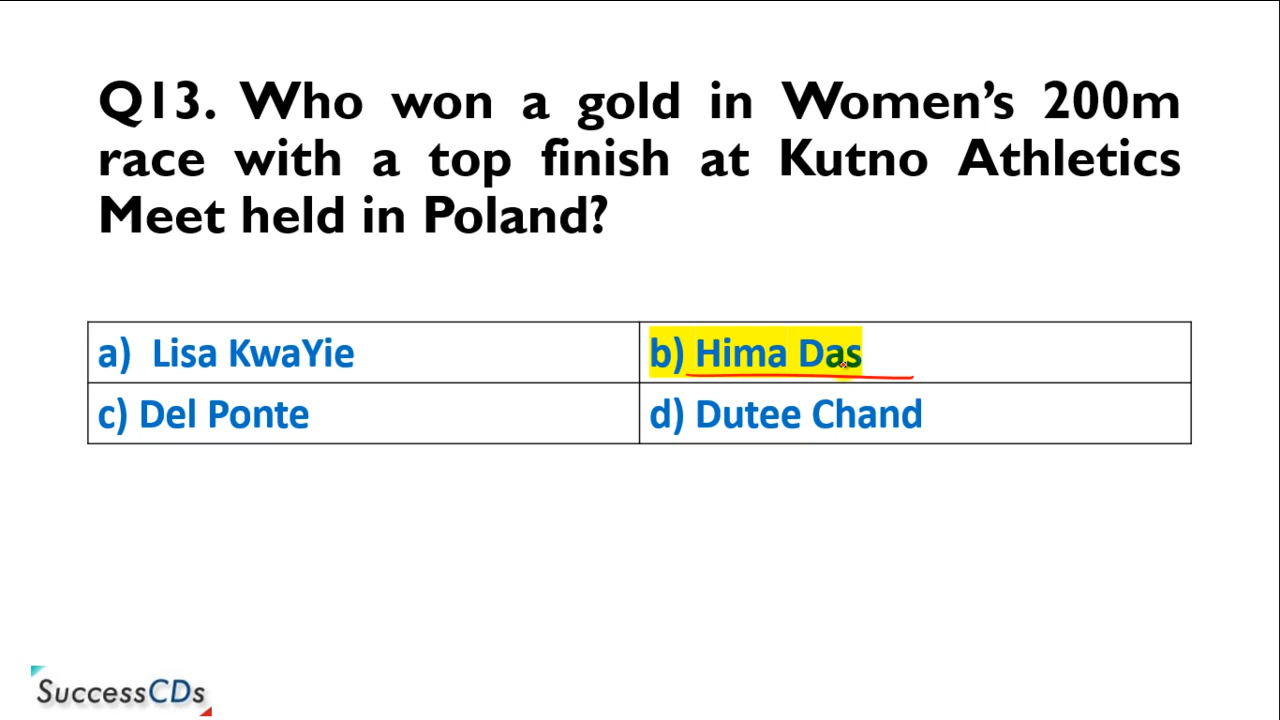 Q13. Who won a gold in Women’s 200m
race with a top finish at Kutno Athletics
Meet held in Poland?
a) Lisa KwaYie
b) Hima Das
c) Del Ponte
d) Dutee Chand
SuccessCDs